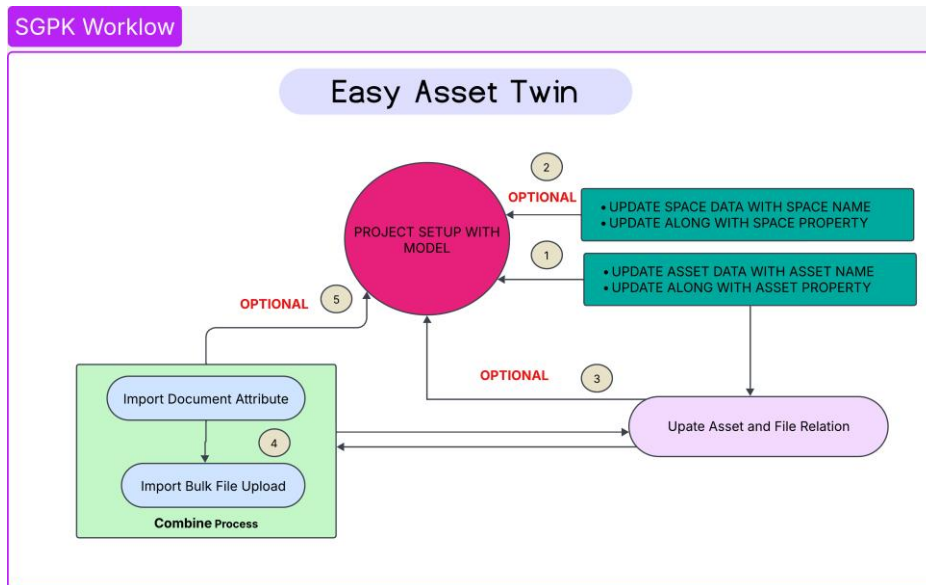 SGPK Worklow
Easy Asset Twin
2
OPTIONAL
• UPDATE SPACE DATA WITH SPACE NAME
• UPDATE ALONG WITH SPACE PROPERTY
PROJECT SETUP WITH
MODEL
1
• UPDATE ASSET DATA WITH ASSET NAME
• UPDATE ALONG WITH ASSET PROPERTY
OPTIONAL
5
OPTIONAL
3
Import Document Attribute
Upate Asset and File Relation
4
Import Bulk File Upload
Combine Process